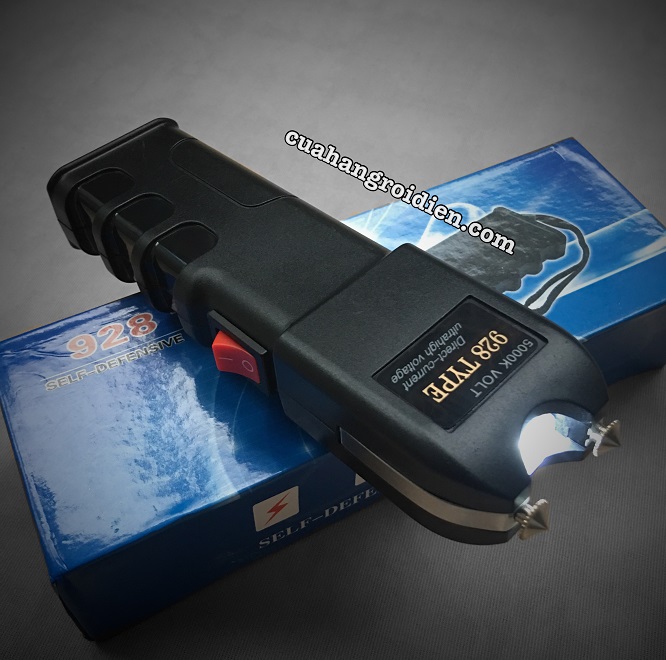 cuahangroidien.com
928
SELF-DEFENSIVE
5000K VOLT
928 TYPE
Direct-current
ultrahigh voltage
I O
SELF-DEFE